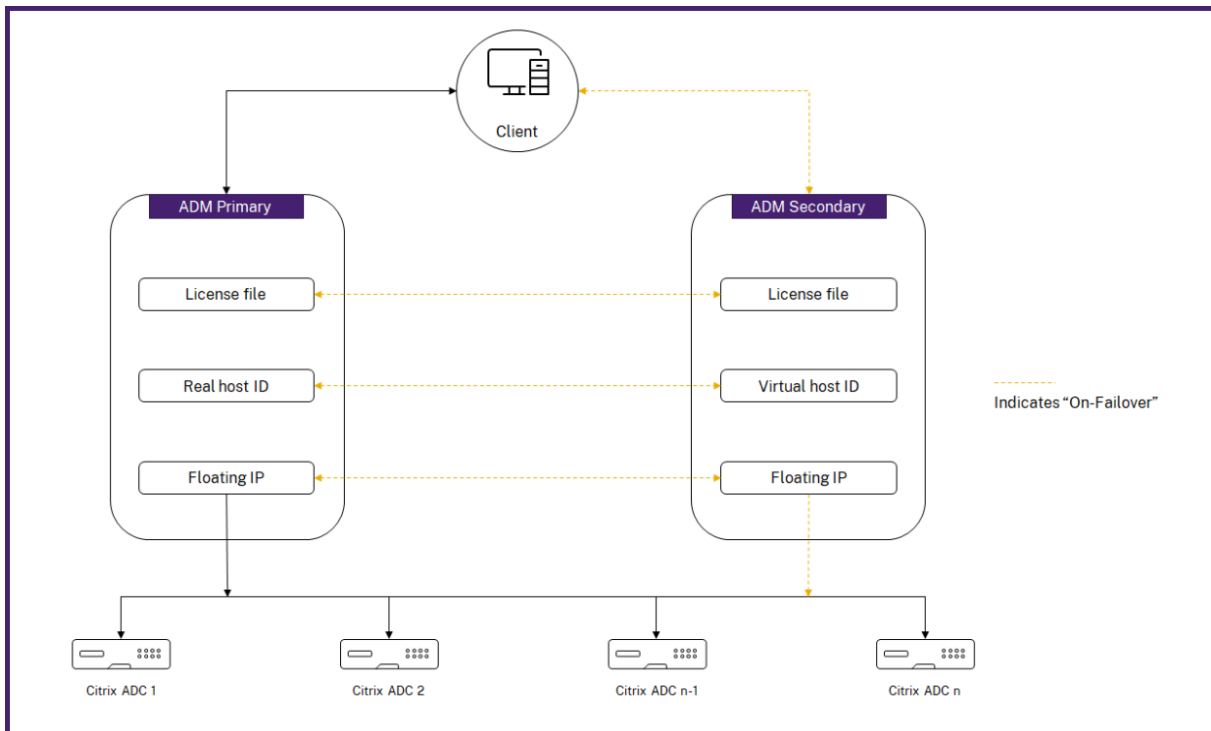 Client
ADM Primary
ADM Secondary
License file
License file
Real host ID
Virtual host ID
Indicates “On-Failover”
Floating IP
Floating IP
Citrix ADC 1
Citrix ADC 2
Citrix ADC n-1
Citrix ADC n